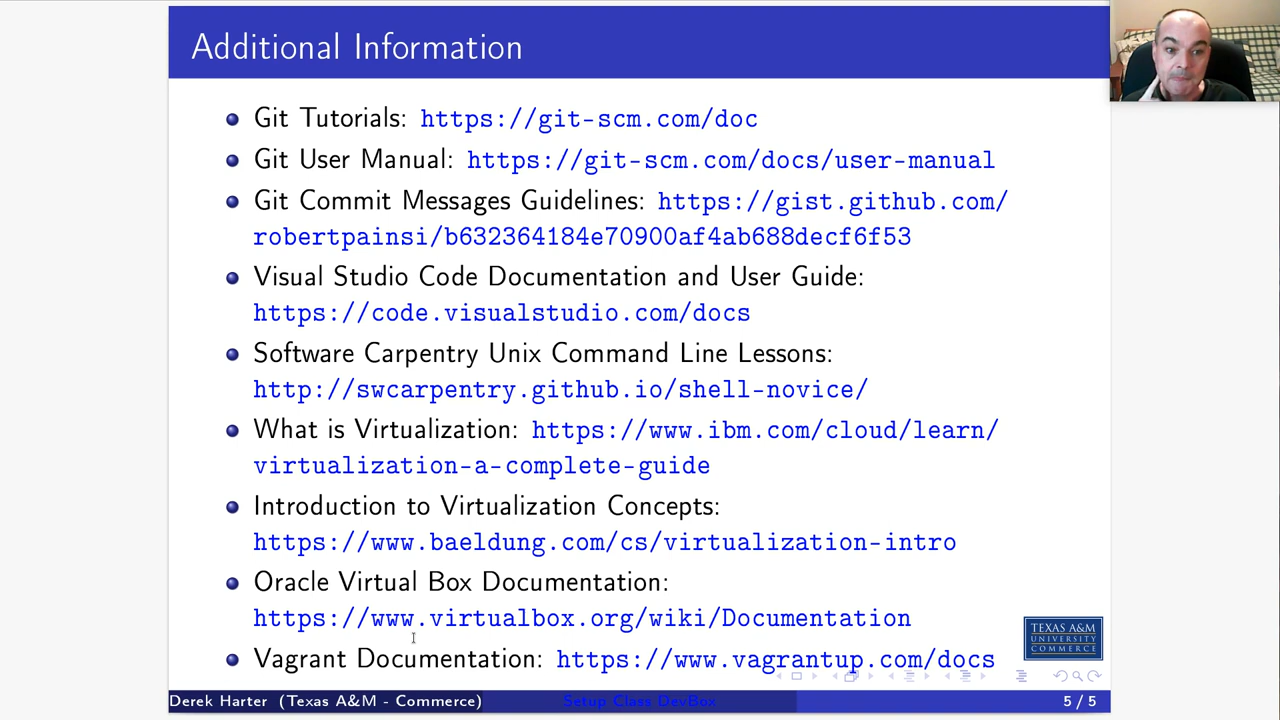 Additional Information
Git Tutorials: https://git-scm.com/doc
Git User Manual: https://git-scm.com/docs/user-manual
Git Commit Messages Guidelines: https://gist.github.com/
robertpainsi/b632364184e70900af4ab688decf6f53
Visual Studio Code Documentation and User Guide:
https://code.visualstudio.com/docs
Software Carpentry Unix Command Line Lessons:
http://swcarpentry.github.io/shell-novice/
What is Virtualization: https://www.ibm.com/cloud/learn/
virtualization-a-complete-guide
Introduction to Virtualization Concepts:
https://www.baeldung.com/cs/virtualization-intro
Oracle Virtual Box Documentation:
https://www.virtualbox.org/wiki/Documentation
Vagrant Documentation: https://www.vagrantup.com/docs
TEXAS A&M
UNIVERSITY
COMMERCE
Derek Harter (Texas A&M - Commerce) Setup Class DevBox 5 / 5